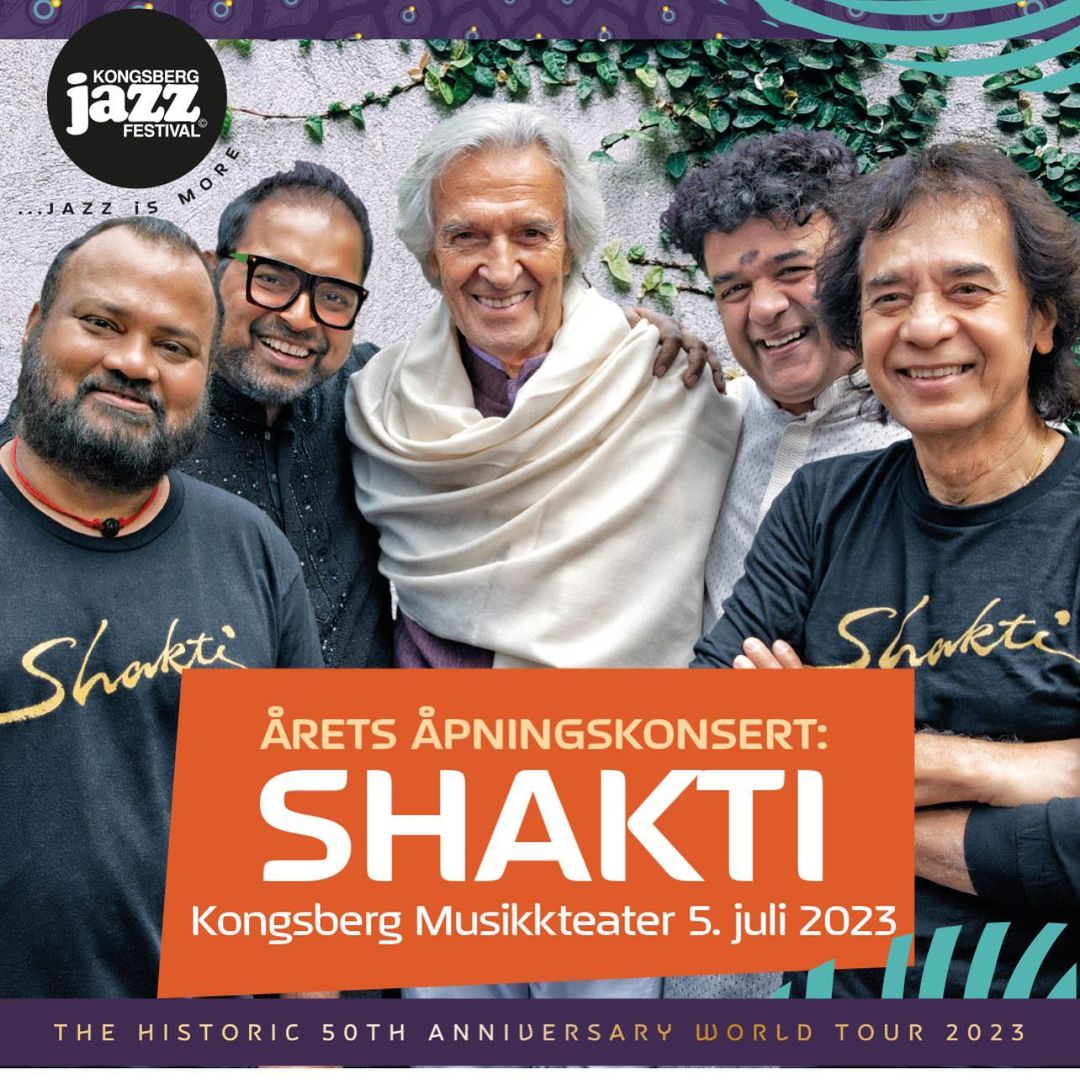 KONGSBERG
jazz
FESTIVAL©
...JAZZ iS MORE
Shakti
Shakti
ÅRETS ÅPNINGSKONSERT:
SHAKTI
Kongsberg Musikkteater 5. juli 2023
THE HISTORIC 50TH ANNIVERSARY WORLD TOUR 2023